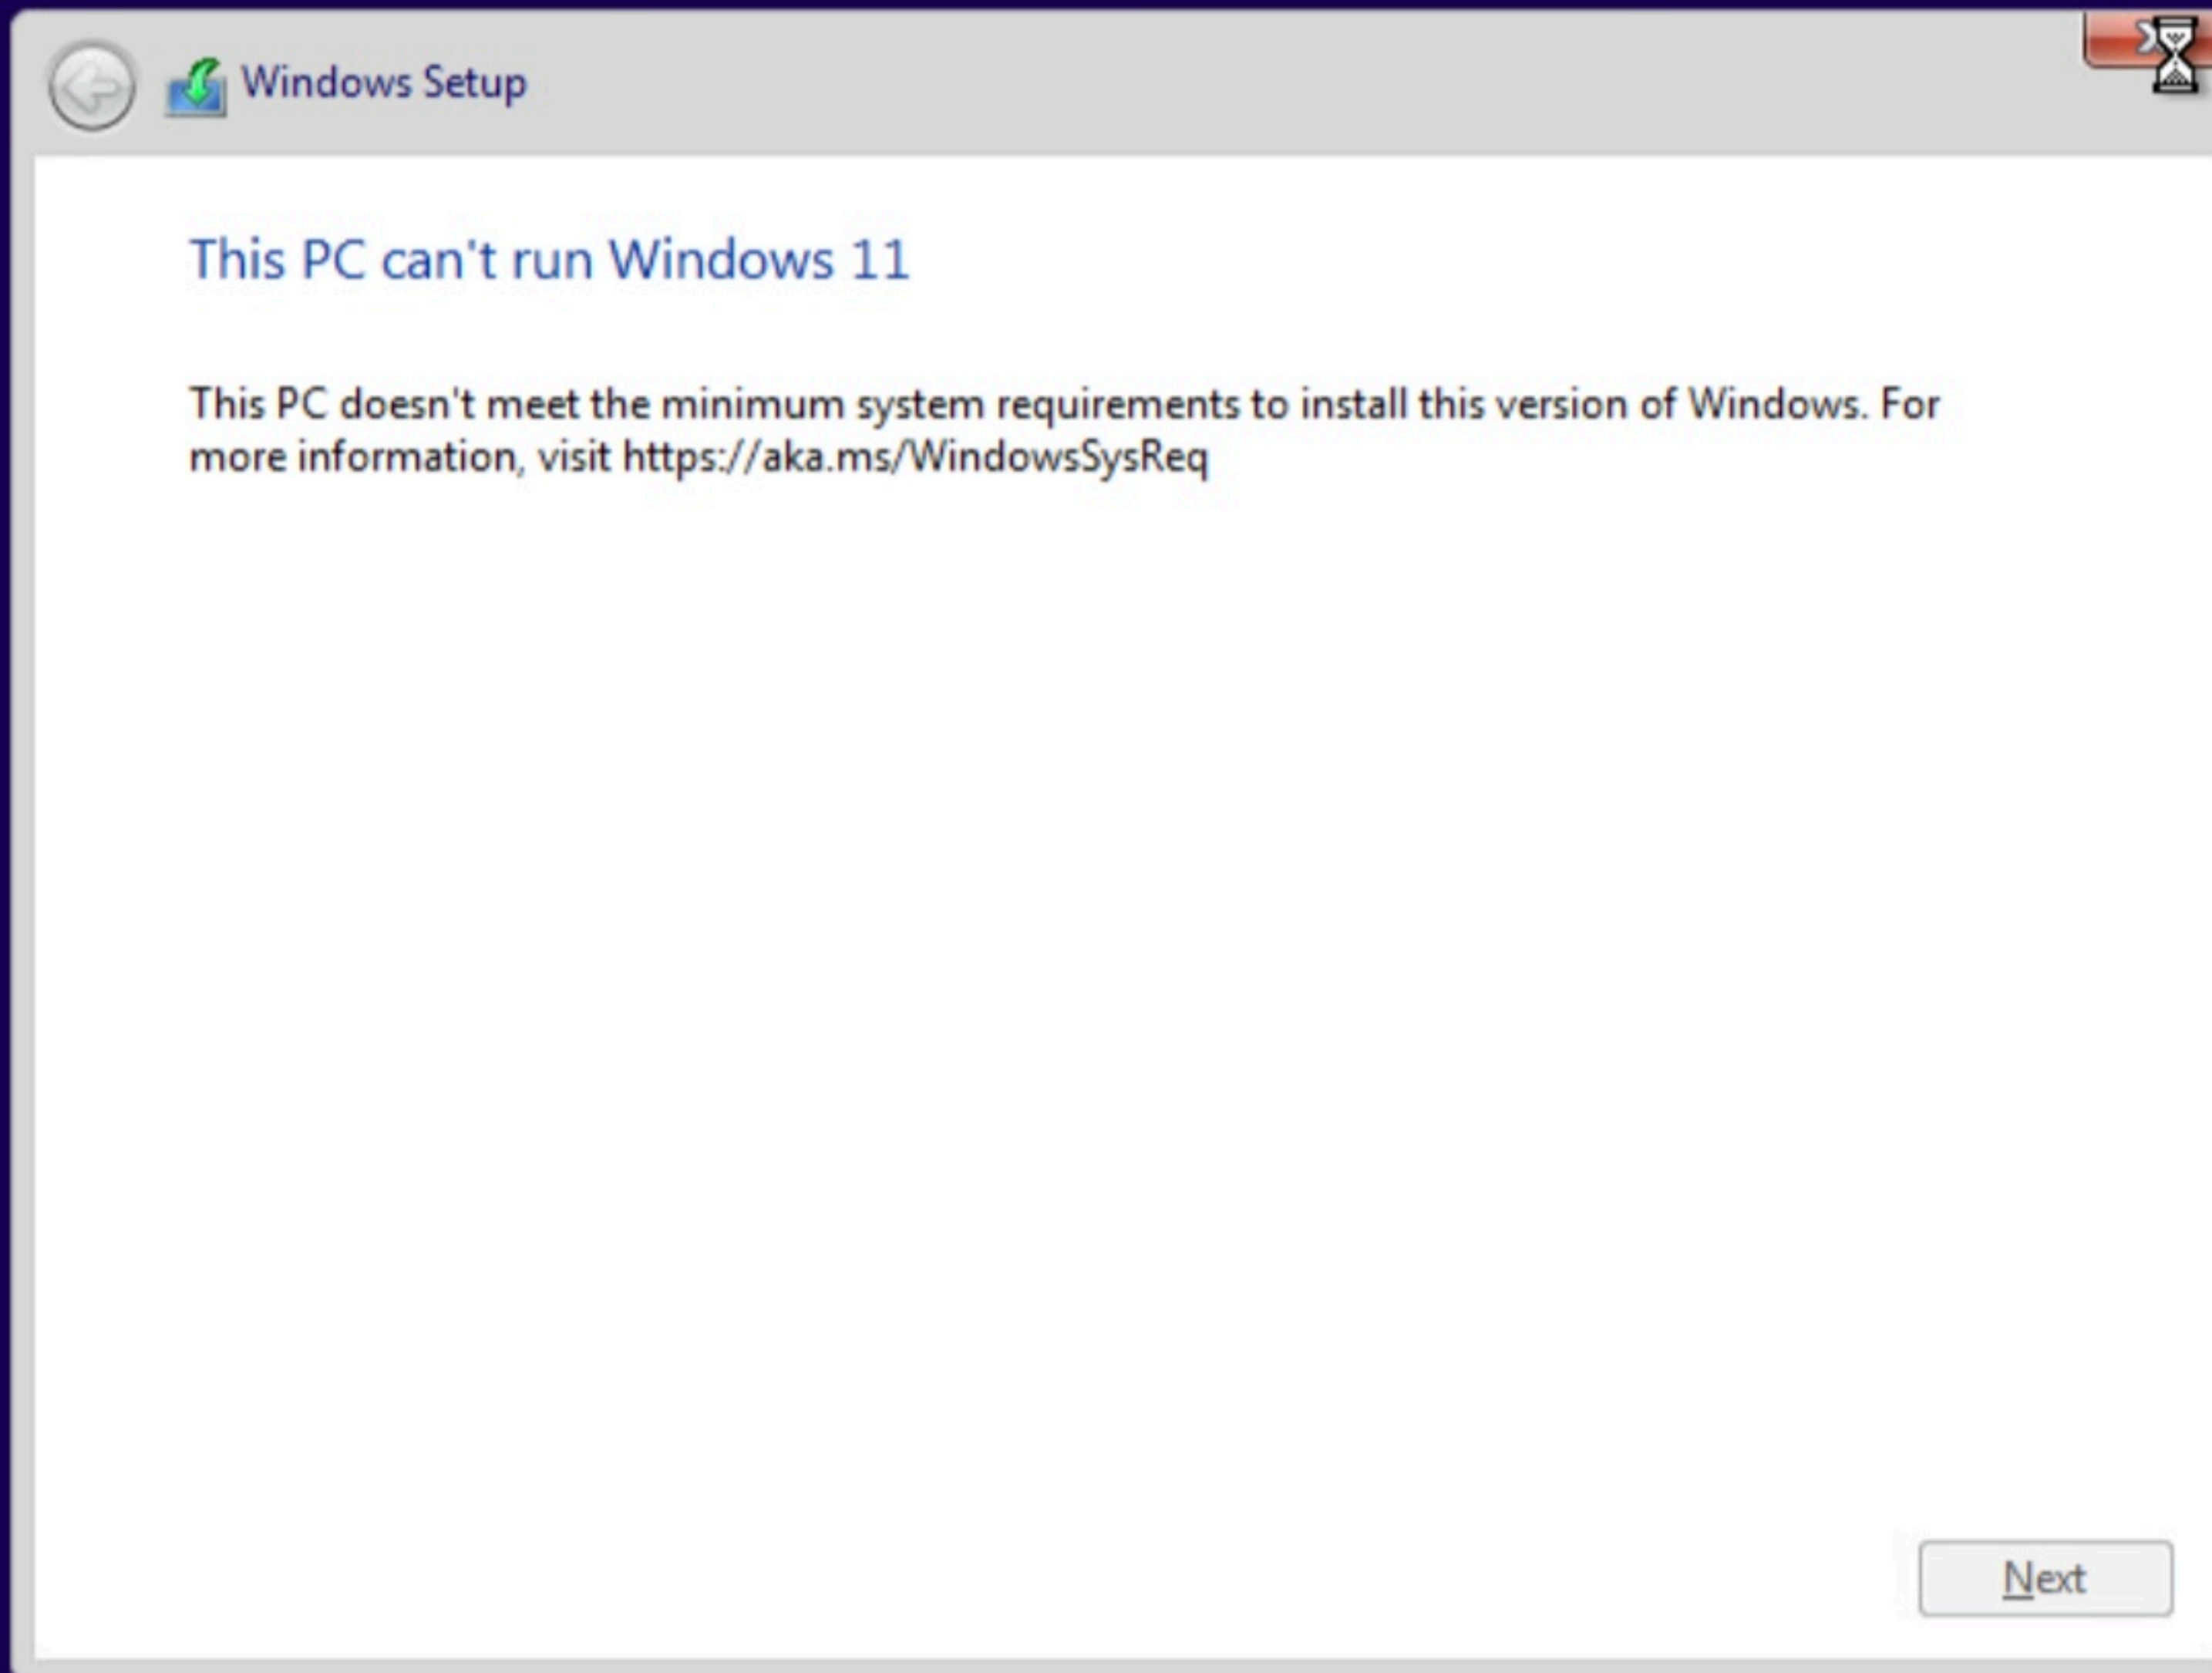 Windows Setup
This PC can't run Windows 11
This PC doesn't meet the minimum system requirements to install this version of Windows. For
more information, visit https://aka.ms/WindowsSysReq
Next